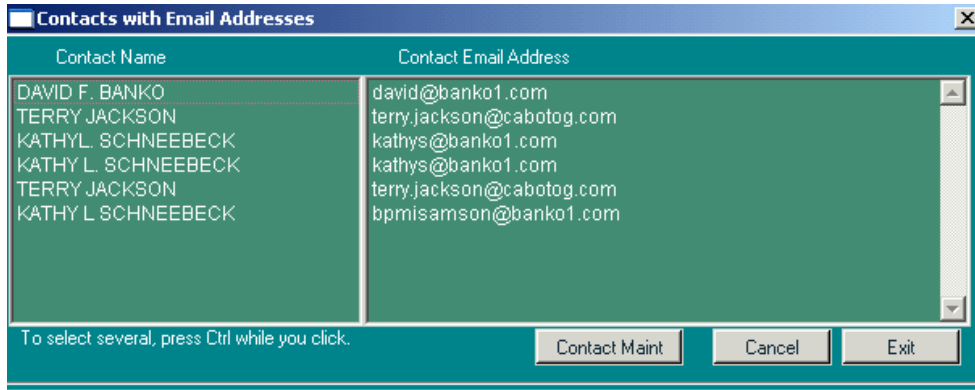 Contacts with Email Addresses
Contact Name Contact Email Address
DAVID F. BANKO david@banko1.com
TERRY JACKSON terry.jackson@cabotog.com
KATHYL. SCHNEEBECK kathys@banko1.com
KATHY L. SCHNEEBECK kathys@banko1.com
TERRY JACKSON terry.jackson@cabotog.com
KATHY L SCHNEEBECK bpmisamson@banko1.com
To select several, press Ctrl while you click.
Contact Maint Cancel Exit